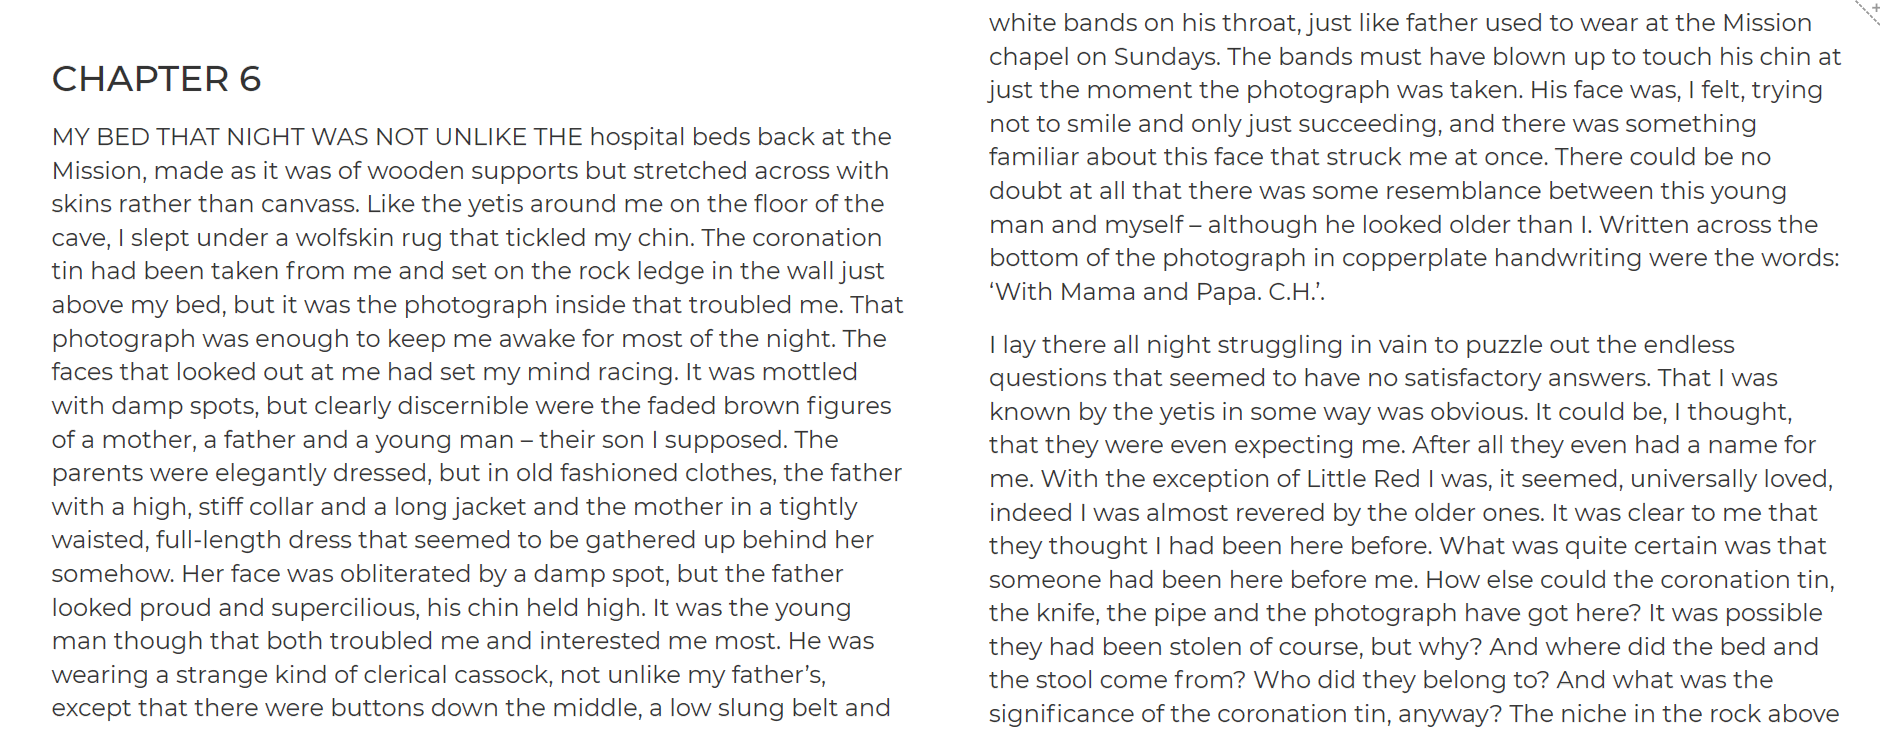 CHAPTER 6
MY BED THAT NIGHT WAS NOT UNLIKE THE hospital beds back at the
Mission, made as it was of wooden supports but stretched across with
skins rather than canvass. Like the yetis around me on the floor of the
cave, I slept under a wolfskin rug that tickled my chin. The coronation
tin had been taken from me and set on the rock ledge in the wall just
above my bed, but it was the photograph inside that troubled me. That
photograph was enough to keep me awake for most of the night. The
faces that looked out at me had set my mind racing. It was mottled
with damp spots, but clearly discernible were the faded brown figures
of a mother, a father and a young man – their son I supposed. The
parents were elegantly dressed, but in old fashioned clothes, the father
with a high, stiff collar and a long jacket and the mother in a tightly
waisted, full-length dress that seemed to be gathered up behind her
somehow. Her face was obliterated by a damp spot, but the father
looked proud and supercilious, his chin held high. It was the young
man though that both troubled me and interested me most. He was
wearing a strange kind of clerical cassock, not unlike my father’s,
except that there were buttons down the middle, a low slung belt and
white bands on his throat, just like father used to wear at the Mission
chapel on Sundays. The bands must have blown up to touch his chin at
just the moment the photograph was taken. His face was, I felt, trying
not to smile and only just succeeding, and there was something
familiar about this face that struck me at once. There could be no
doubt at all that there was some resemblance between this young
man and myself – although he looked older than I. Written across the
bottom of the photograph in copperplate handwriting were the words:
‘With Mama and Papa. C.H.’.
I lay there all night struggling in vain to puzzle out the endless
questions that seemed to have no satisfactory answers. That I was
known by the yetis in some way was obvious. It could be, I thought,
that they were even expecting me. After all they even had a name for
me. With the exception of Little Red I was, it seemed, universally loved,
indeed I was almost revered by the older ones. It was clear to me that
they thought I had been here before. What was quite certain was that
someone had been here before me. How else could the coronation tin,
the knife, the pipe and the photograph have got here? It was possible
they had been stolen of course, but why? And where did the bed and
the stool come from? Who did they belong to? And what was the
significance of the coronation tin, anyway? The niche in the rock above